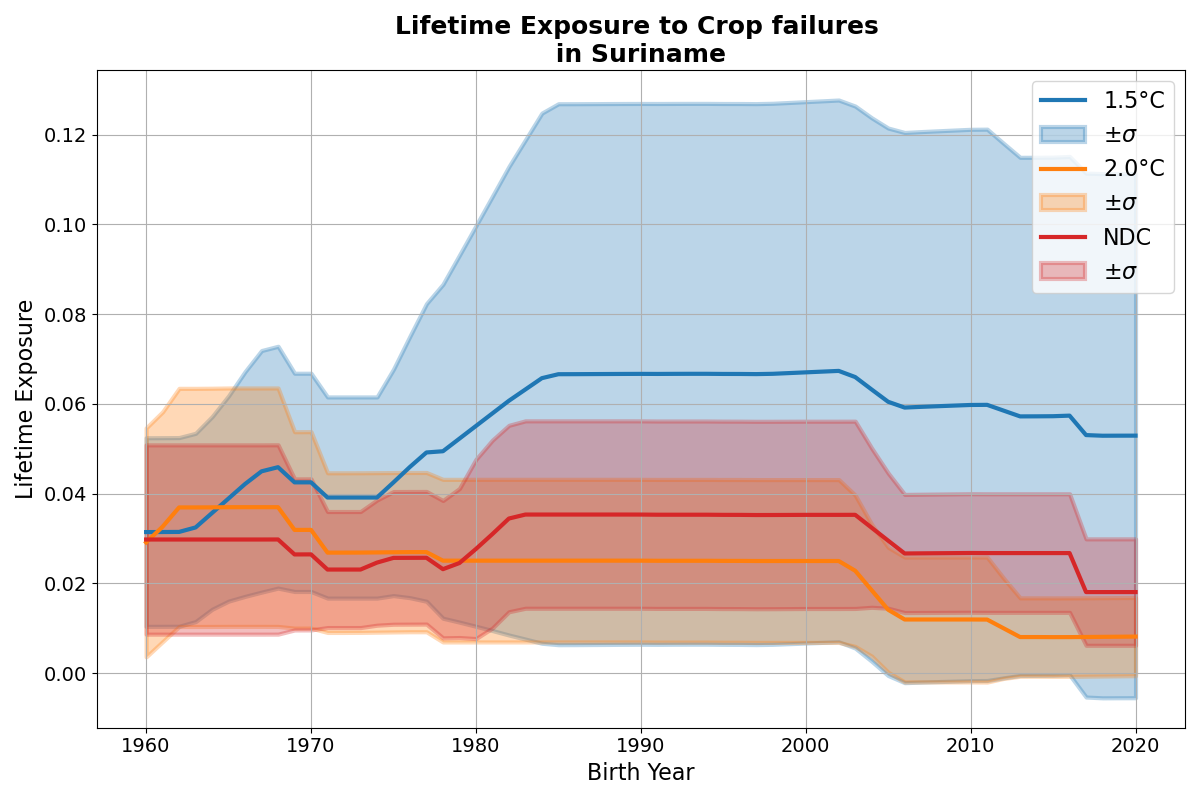 Lifetime Exposure to Crop failures
in Suriname
Lifetime Exposure
0.12
0.10
0.08
0.06
0.04
0.02
0.00
1960 1970 1980 1990 2000 2010 2020
Birth Year
1.5°C
±σ
2.0°C
±σ
NDC
±σ